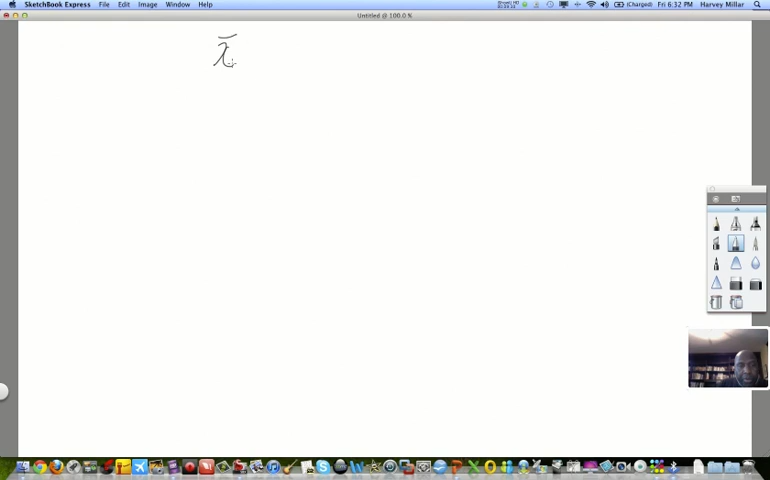 SketchBook Express File Edit Image Window Help (Charged) Fri 6:32 PM Harvey Millar
Untitled @ 100.0 %
x̄